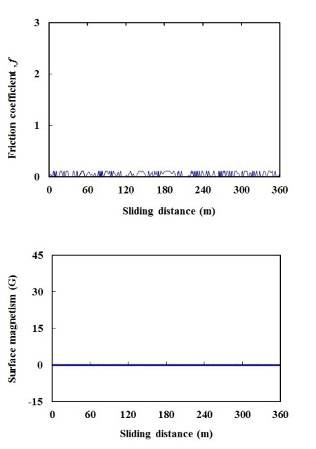 3
2
1
0
Friction coefficient ,f
0 60 120 180 240 300 360
Sliding distance (m)
45
30
15
0
-15
Surface magnetism (G)
0 60 120 180 240 300 360
Sliding distance (m)